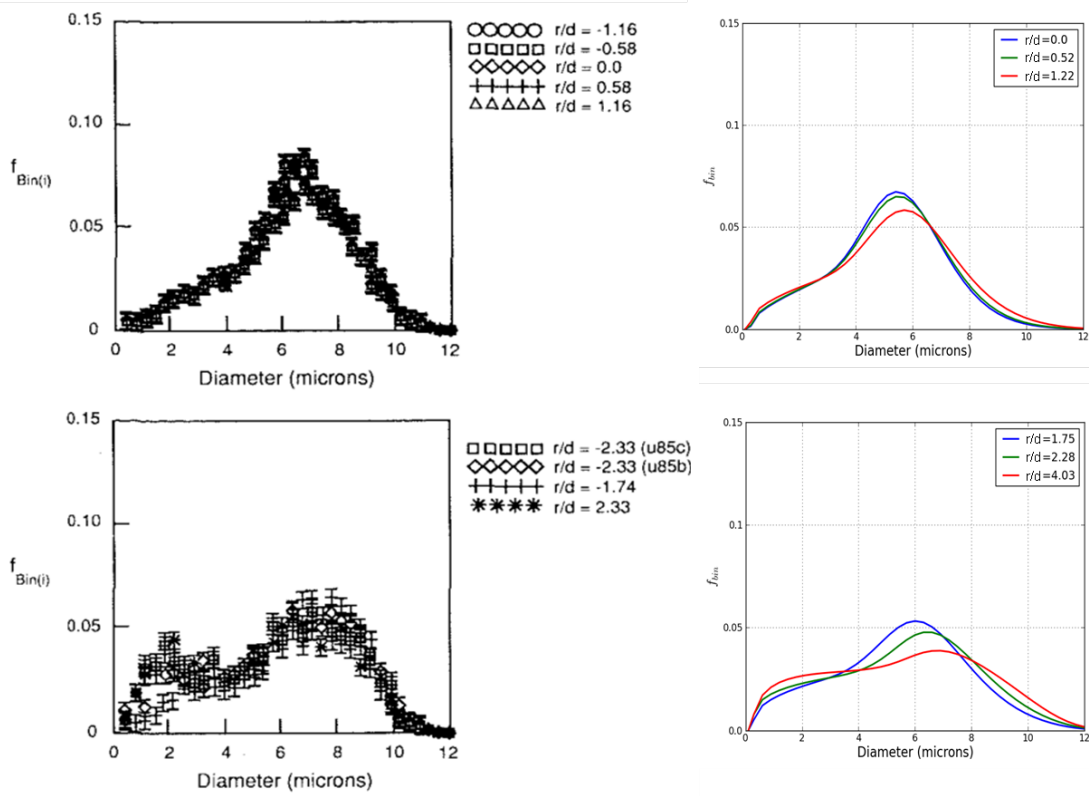 0.15
0.10
0.05
0
f
Bin(i)
0 2 4 6 8 10 12
Diameter (microns)
r/d = -1.16
r/d = -0.58
r/d = 0.0
r/d = 0.58
r/d = 1.16
0.15
0.1
0.05
0.0
f bin
0 2 4 6 8 10 12
Diameter (microns)
r/d=0.0
r/d=0.52
r/d=1.22
0.15
0.10
0.05
0
f
Bin(i)
0 2 4 6 8 10 12
Diameter (microns)
r/d = -2.33 (u85c)
r/d = -2.33 (u85b)
r/d = -1.74
r/d = 2.33
0.15
0.1
0.05
0.0
f bin
0 2 4 6 8 10 12
Diameter (microns)
r/d=1.75
r/d=2.28
r/d=4.03